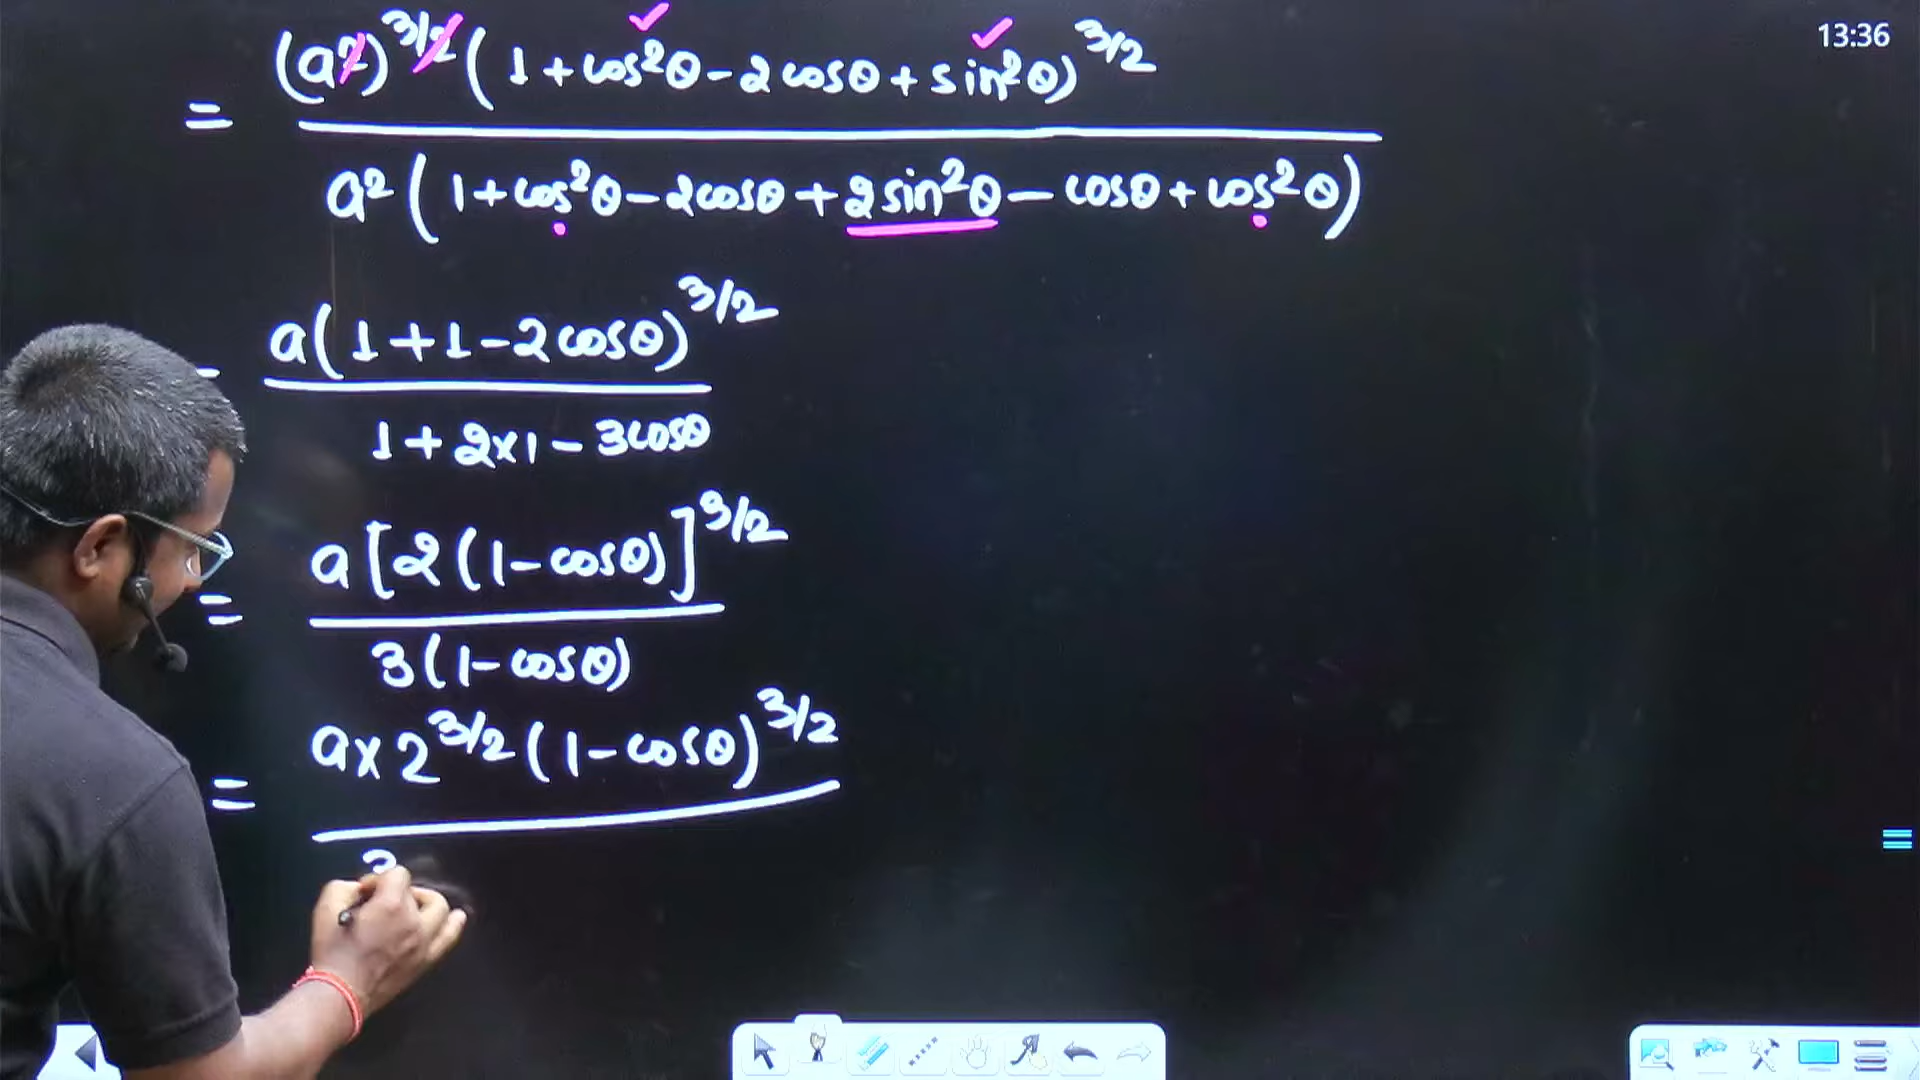 13:36
(a²)^3/2 (1 + cos²θ - 2cosθ + sin²θ)^3/2
=
a² (1 + cos²θ - 2cosθ + 2sin²θ - cosθ + cos²θ)
a(1 + 1 - 2cosθ)^3/2
1 + 2×1 - 3cosθ
a[2(1 - cosθ)]^3/2
=
3(1 - cosθ)
a×2^3/2 (1 - cosθ)^3/2
=